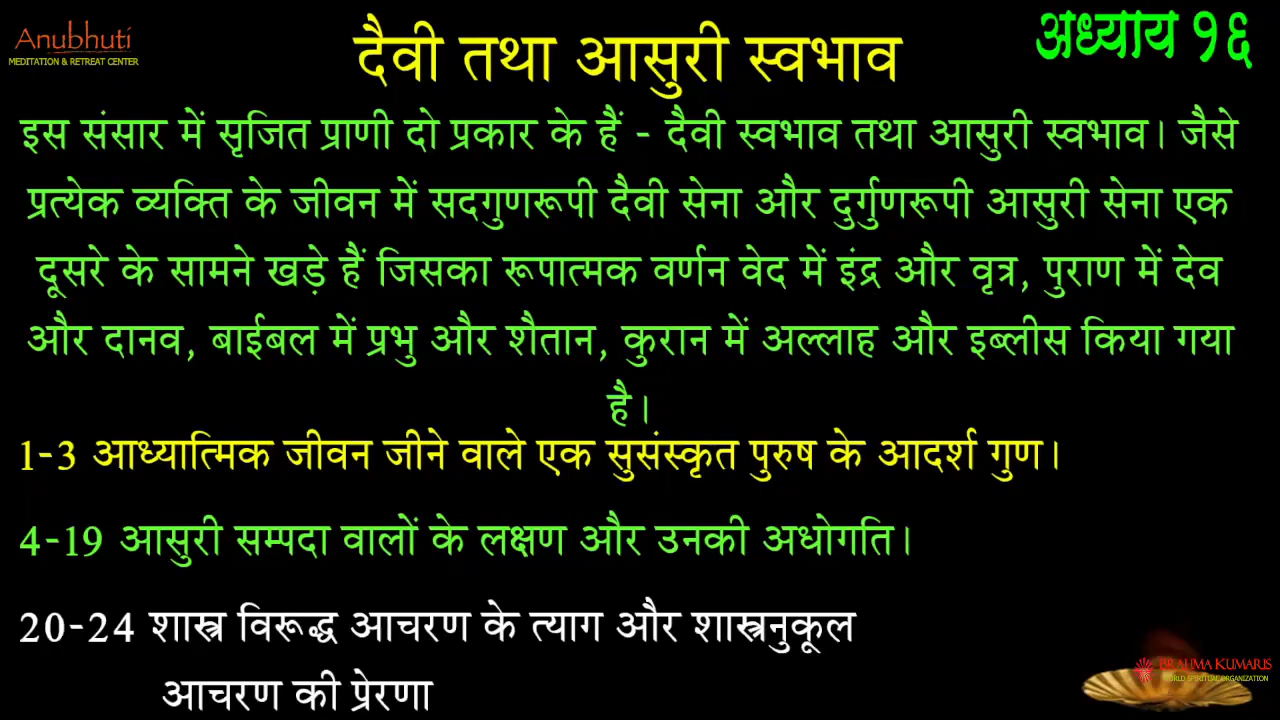 Anubhuti
MEDITATION & RETREAT CENTER
अध्याय १६
दैवी तथा आसुरी स्वभाव
इस संसार में सृजित प्राणी दो प्रकार के हैं - दैवी स्वभाव तथा आसुरी स्वभाव। जैसे
प्रत्येक व्यक्ति के जीवन में सदगुणरूपी दैवी सेना और दुर्गुणरूपी आसुरी सेना एक
दूसरे के सामने खड़े हैं जिसका रूपात्मक वर्णन वेद में इंद्र और वृत्र, पुराण में देव
और दानव, बाईबल में प्रभु और शैतान, कुरान में अल्लाह और इब्लीस किया गया
है।
1-3 आध्यात्मिक जीवन जीने वाले एक सुसंस्कृत पुरुष के आदर्श गुण।
4-19 आसुरी सम्पदा वालों के लक्षण और उनकी अधोगति।
20-24 शास्त्र विरूद्ध आचरण के त्याग और शास्त्रनुकूल
आचरण की प्रेरणा
BRAHMA KUMARIS
WORLD SPIRITUAL ORGANIZATION